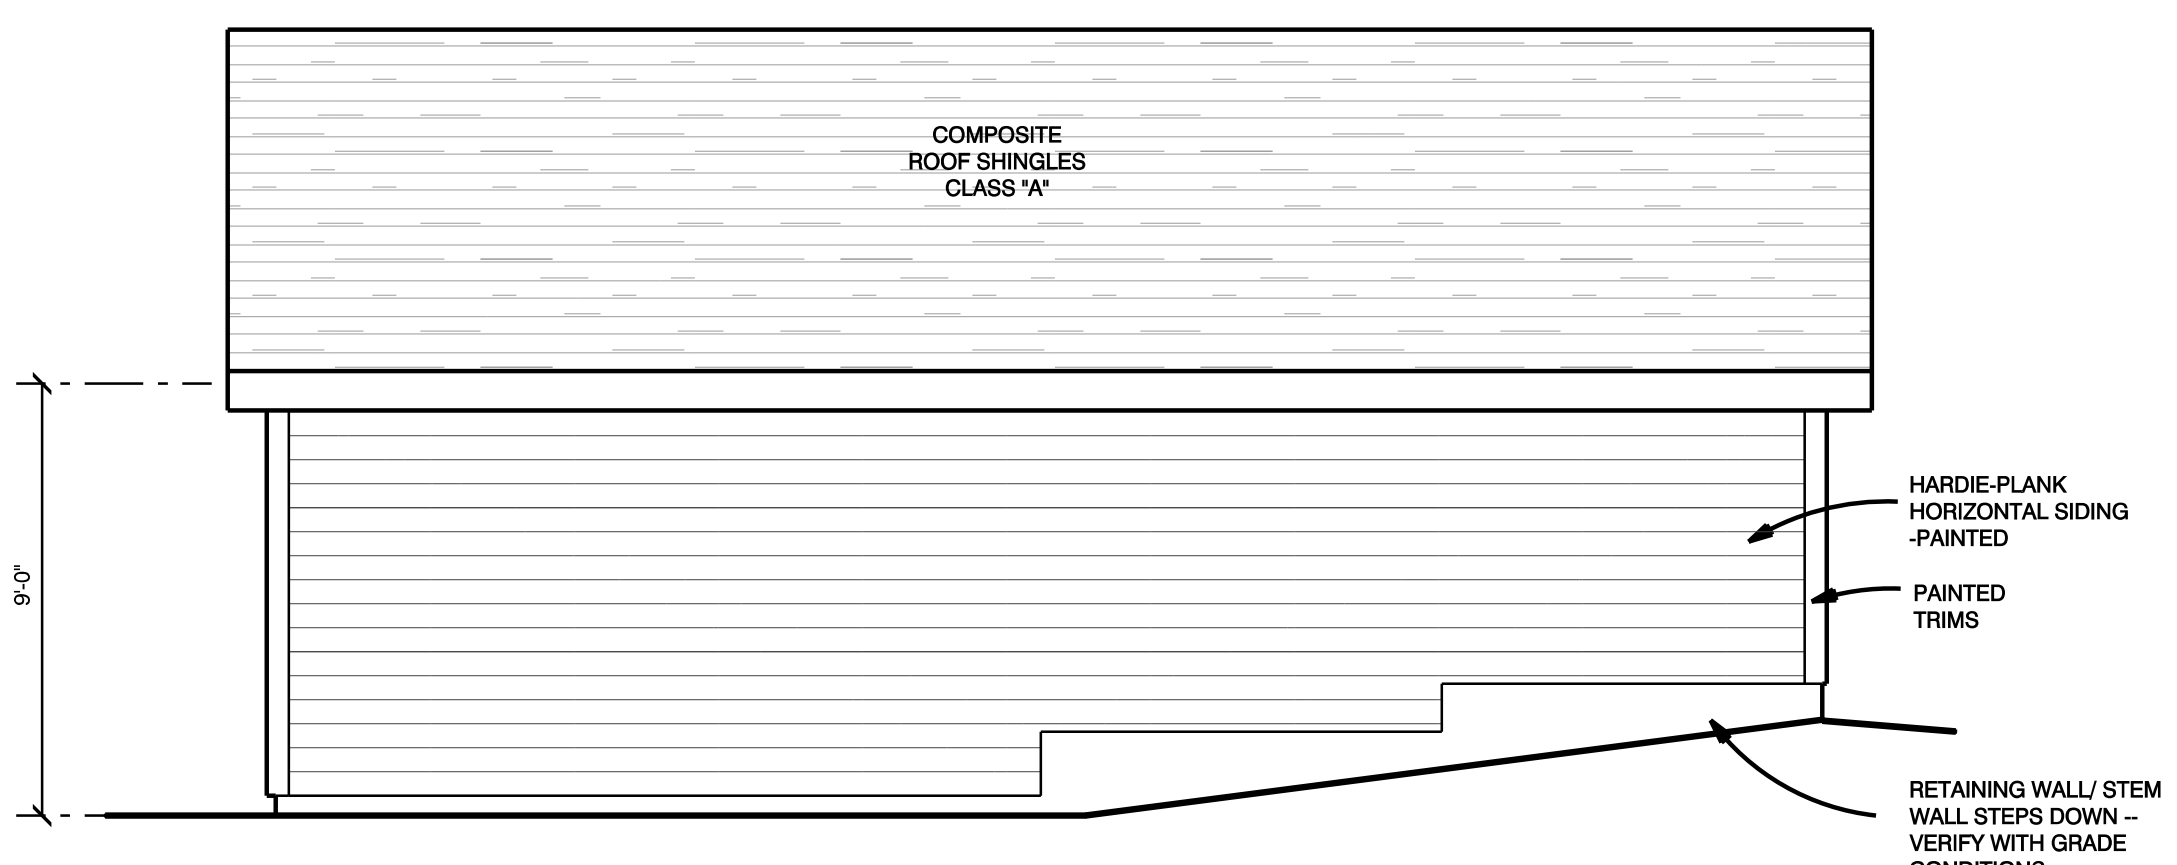 COMPOSITE
ROOF SHINGLES
CLASS "A"
HARDIE-PLANK
HORIZONTAL SIDING
-PAINTED
9'-0"
PAINTED
TRIMS
RETAINING WALL/ STEM
WALL STEPS DOWN --
VERIFY WITH GRADE
CONDITIONS